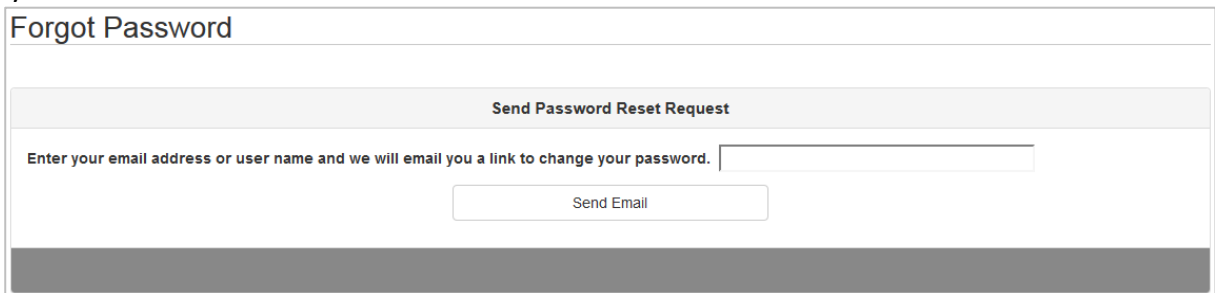 Forgot Password
Send Password Reset Request
Enter your email address or user name and we will email you a link to change your password.
Send Email